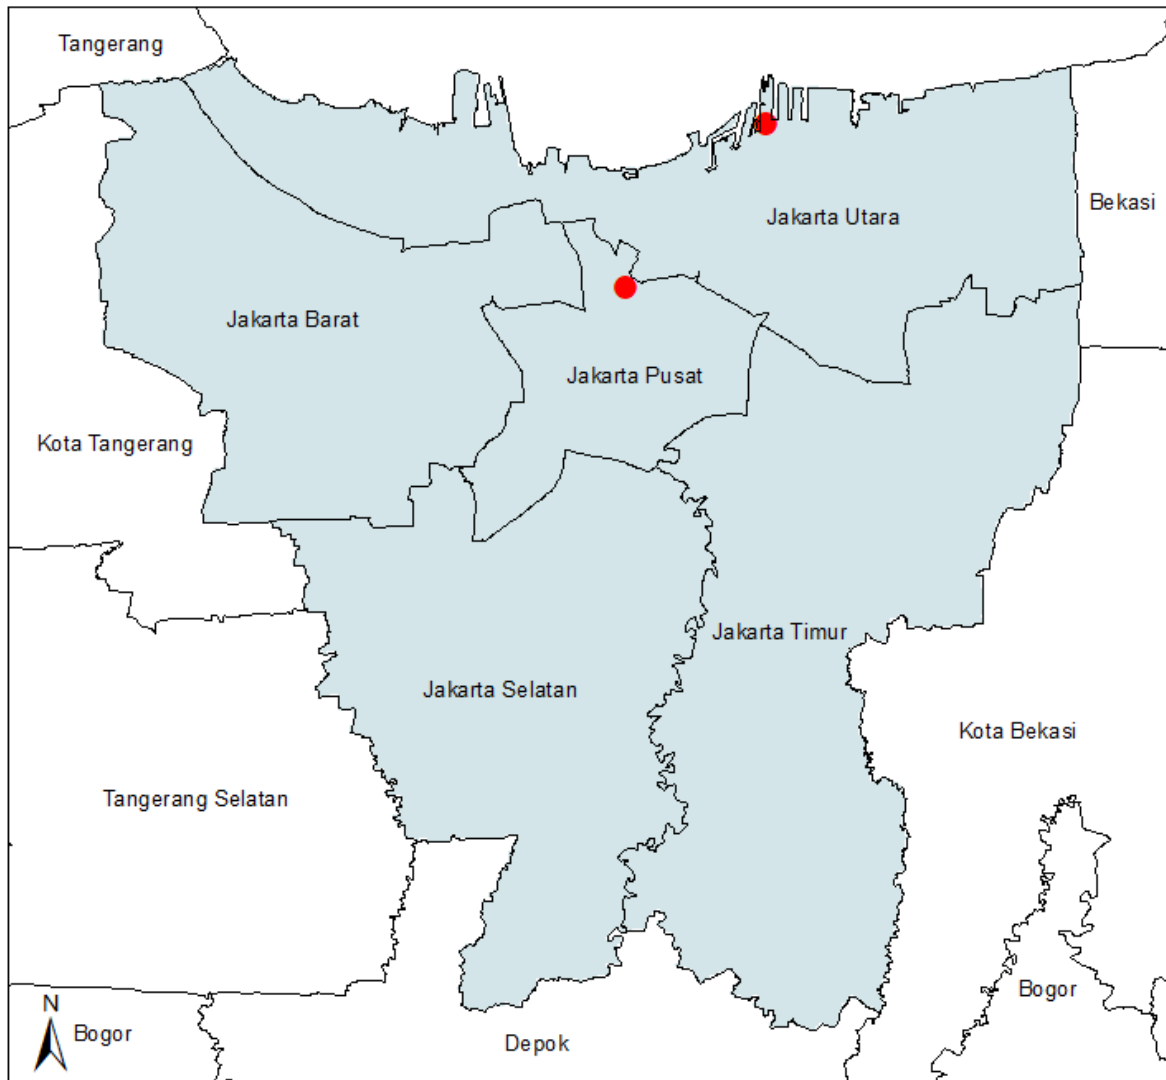 Tangerang
Bekasi
Jakarta Utara
Jakarta Barat
Jakarta Pusat
Kota Tangerang
Jakarta Timur
Jakarta Selatan
Kota Bekasi
Tangerang Selatan
Bogor
N
Bogor
Depok